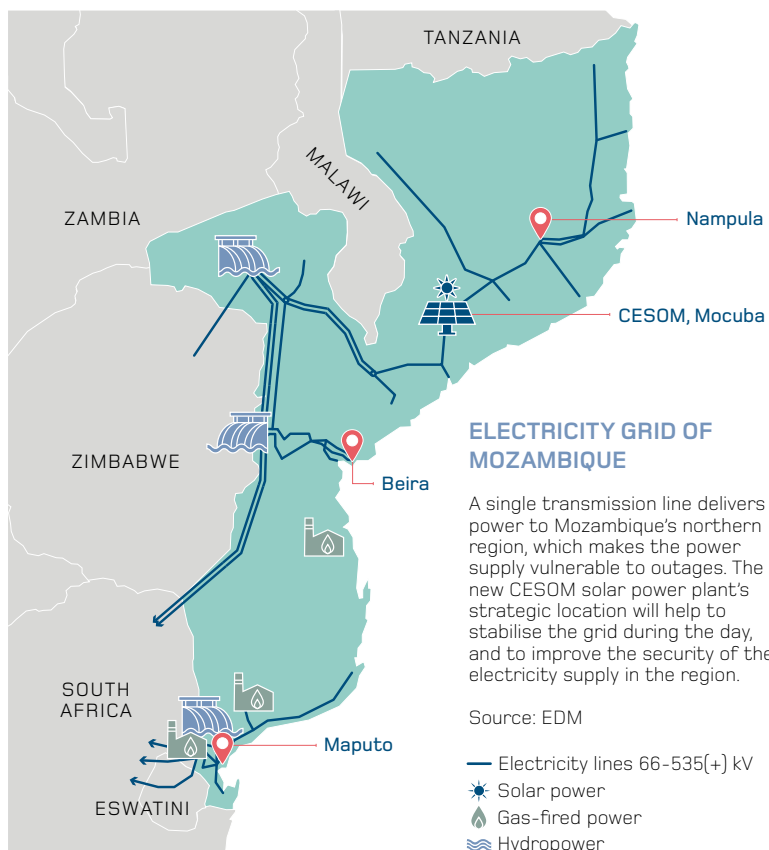 TANZANIA
MALAWI
ZAMBIA
Nampula
CESOM, Mocuba
ZIMBABWE
Beira
ELECTRICITY GRID OF
MOZAMBIQUE
A single transmission line delivers
power to Mozambique's northern
region, which makes the power
supply vulnerable to outages. The
new CESOM solar power plant's
strategic location will help to
stabilise the grid during the day,
and to improve the security of the
electricity supply in the region.
Source: EDM
SOUTH
AFRICA
Maputo
ESWATINI
Electricity lines 66-535(+) kV
Solar power
Gas-fired power
Hydropower